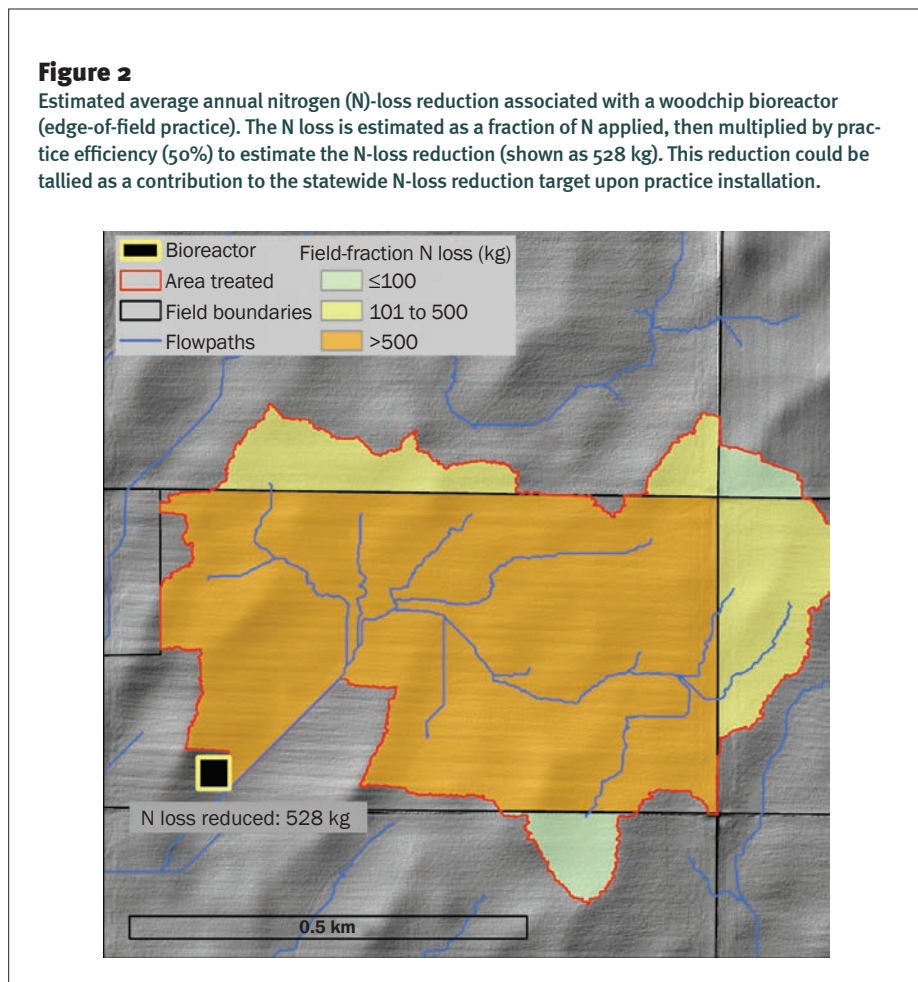 Figure 2
Estimated average annual nitrogen (N)-loss reduction associated with a woodchip bioreactor
(edge-of-field practice). The N loss is estimated as a fraction of N applied, then multiplied by prac-
tice efficiency (50%) to estimate the N-loss reduction (shown as 528 kg). This reduction could be
tallied as a contribution to the statewide N-loss reduction target upon practice installation.
Bioreactor
Area treated
Field boundaries
Flowpaths
Field-fraction N loss (kg)
≤100
101 to 500
>500
N loss reduced: 528 kg
0.5 km